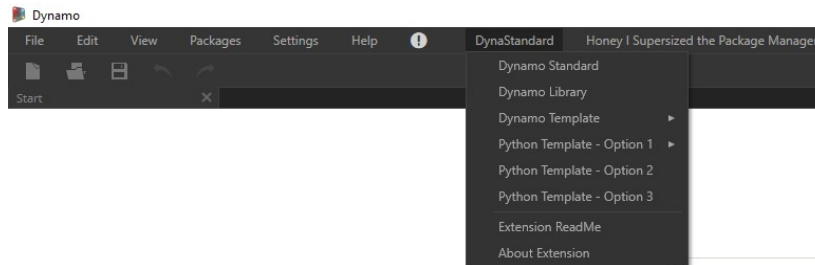 Dynamo
File Edit View Packages Settings Help ! DynaStandard Honey I Supersized the Package Manager
Start ×
Dynamo Standard
Dynamo Library
Dynamo Template
Python Template - Option 1
Python Template - Option 2
Python Template - Option 3
Extension ReadMe
About Extension